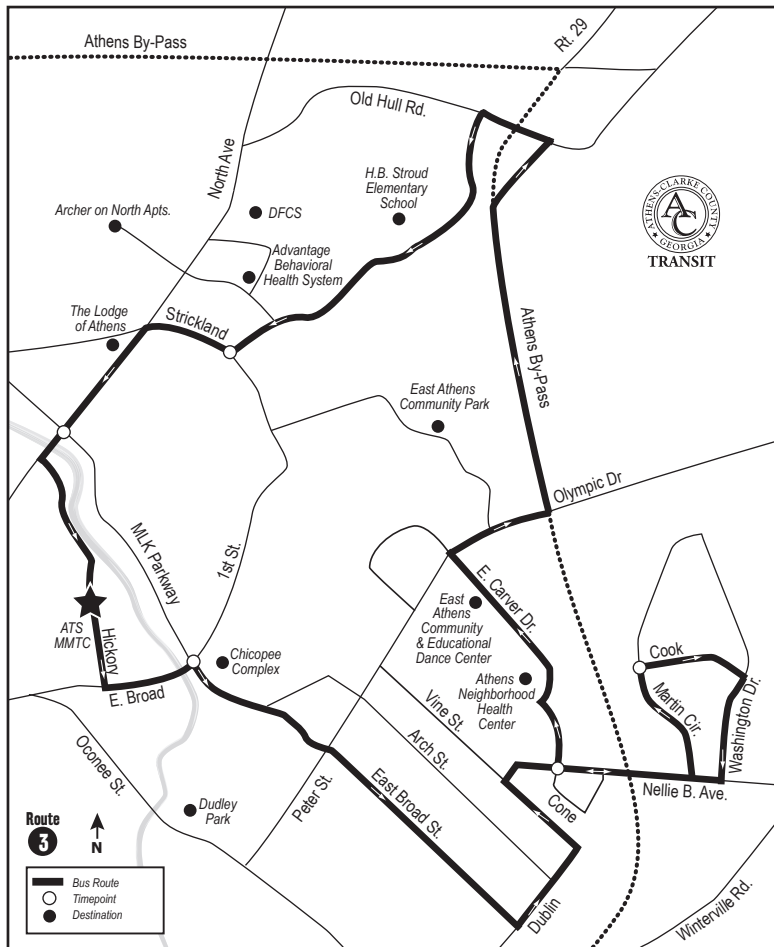 Athens By-Pass
Rt. 29
Old Hull Rd.
North Ave
H.B. Stroud
Elementary
School
DFCS
Archer on North Apts.
Advantage
Behavioral
Health System
ATHENS-CLARKE COUNTY
AC
GEORGIA
TRANSIT
The Lodge
of Athens
Strickland
Athens By-Pass
East Athens
Community Park
Olympic Dr
MLK Parkway
1st St.
E. Carver Dr.
East
Athens
Community
& Educational
Dance Center
ATS
MMTC
Hickory
Chicopee
Complex
E. Broad
Athens
Neighborhood
Health
Center
Cook
Martin Cir.
Washington Dr.
Vine St.
Arch St.
Oconee St.
Peter St.
East Broad St.
Cone
Nellie B. Ave.
Dudley
Park
Dublin
Winterville Rd.
Route
3
N
Bus Route
Timepoint
Destination